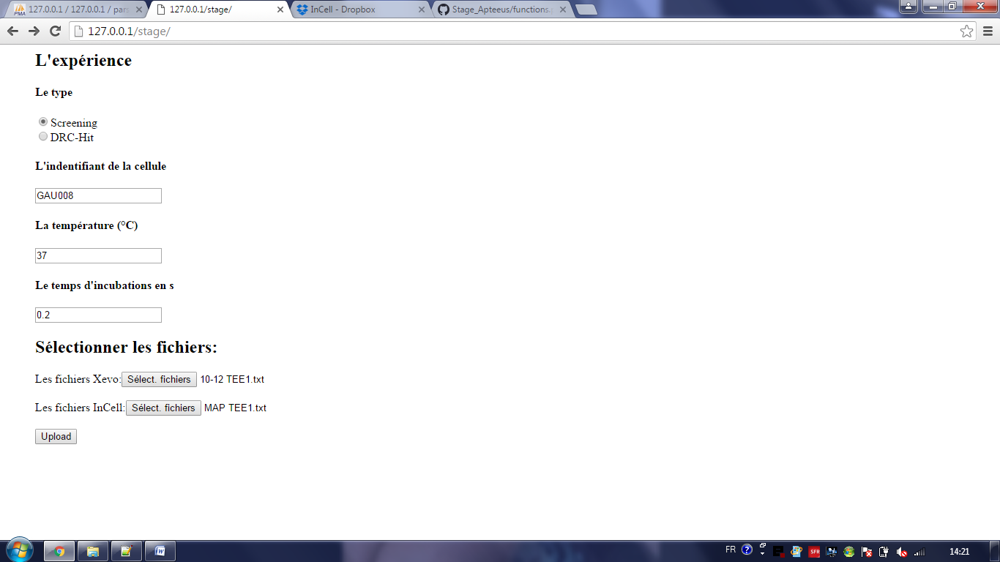 127.0.0.1 / 127.0.0.1 / pars
127.0.0.1/stage/
InCell - Dropbox
Stage_Apteeus/functions.
127.0.0.1/stage/
L'expérience
Le type
Screening
DRC-Hit
L'indentifiant de la cellule
GAU008
La température (°C)
37
Le temps d'incubations en s
0.2
Sélectionner les fichiers:
Les fichiers Xevo: Sélect. fichiers 10-12 TEE1.txt
Les fichiers InCell: Sélect. fichiers MAP TEE1.txt
Upload
FR
SFR
14:21